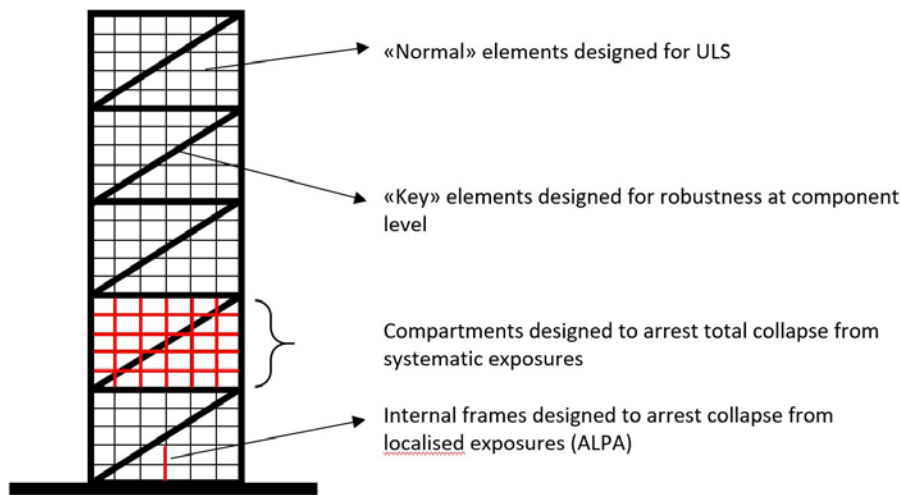 «Normal» elements designed for ULS
«Key» elements designed for robustness at component
level
Compartments designed to arrest total collapse from
systematic exposures
Internal frames designed to arrest collapse from
localised exposures (ALPA)